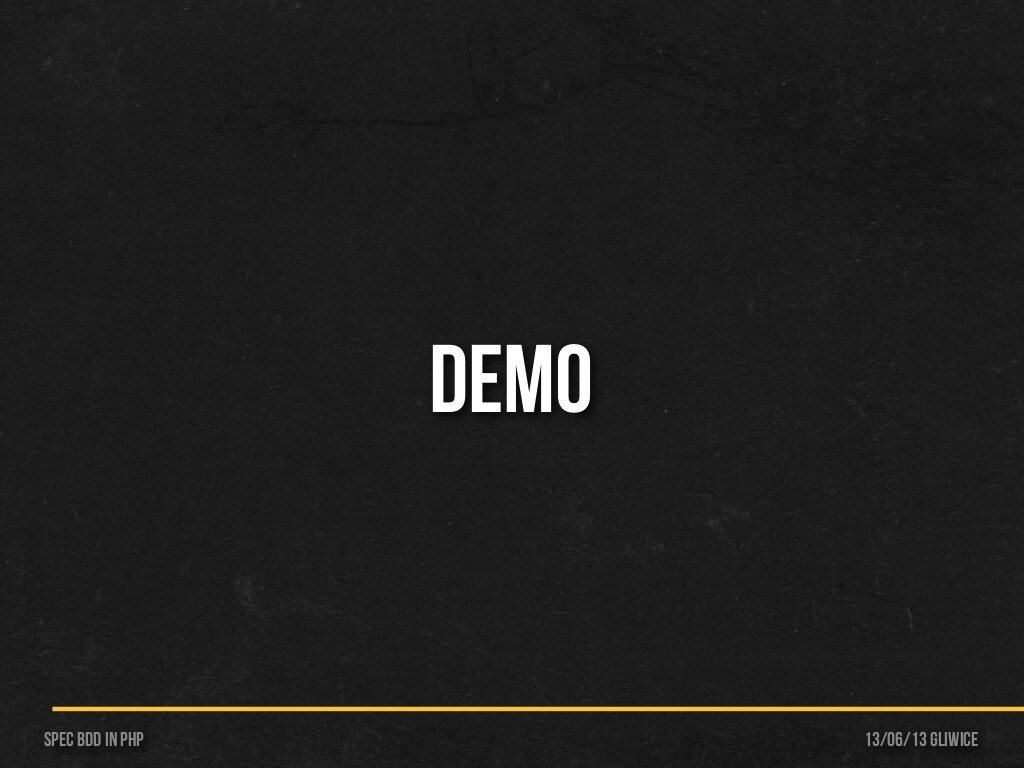 DEMO
SPEC BDD IN PHP
13/06/13 GLIWICE